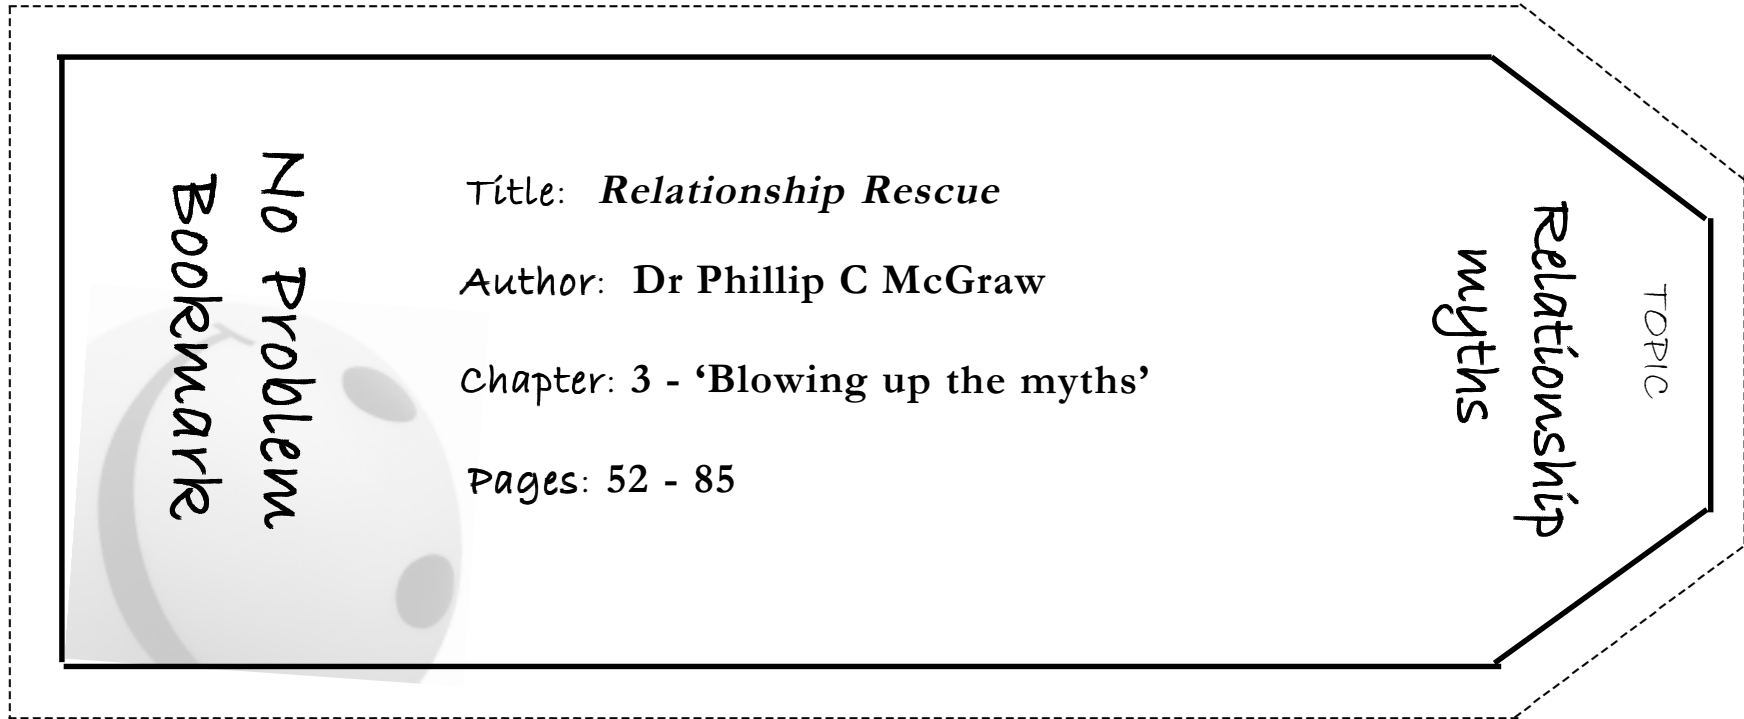 No Problem
Bookmark
Title: Relationship Rescue
Author: Dr Phillip C McGraw
Chapter: 3 - ‘Blowing up the myths’
Pages: 52 - 85
TOPIC
Relationship
myths